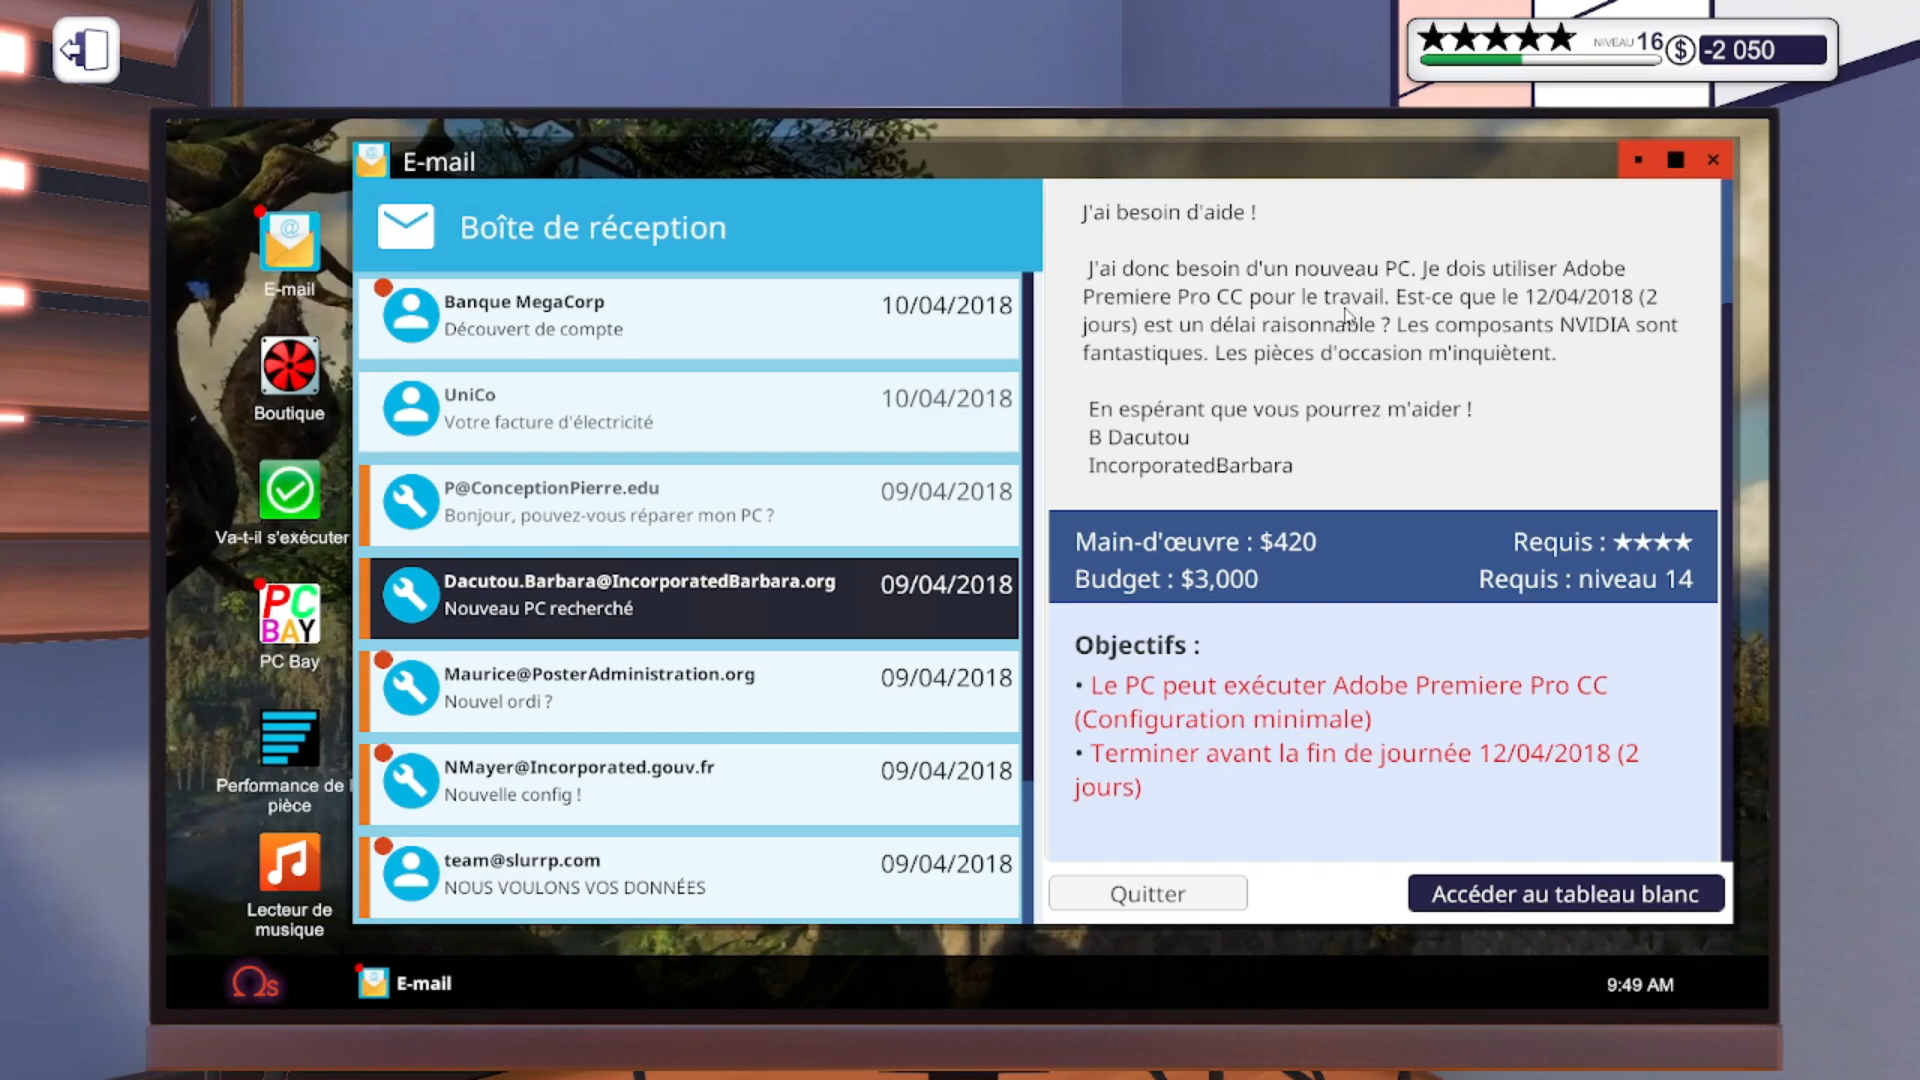 NIVEAU 16
$ -2 050
E-mail
Boîte de réception
Banque MegaCorp
10/04/2018
Découvert de compte
UniCo
10/04/2018
Votre facture d'électricité
P@ConceptionPierre.edu
09/04/2018
Bonjour, pouvez-vous réparer mon PC ?
Dacutou.Barbara@IncorporatedBarbara.org
09/04/2018
Nouveau PC recherché
Maurice@PosterAdministration.org
09/04/2018
Nouvel ordi ?
NMayer@Incorporated.gouv.fr
09/04/2018
Nouvelle config !
team@slurrp.com
09/04/2018
NOUS VOULONS VOS DONNÉES
J'ai besoin d'aide !
J'ai donc besoin d'un nouveau PC. Je dois utiliser Adobe
Premiere Pro CC pour le travail. Est-ce que le 12/04/2018 (2
jours) est un délai raisonnable ? Les composants NVIDIA sont
fantastiques. Les pièces d'occasion m'inquiètent.
En espérant que vous pourrez m'aider !
B Dacutou
IncorporatedBarbara
Main-d'œuvre : $420
Requis : ★★★★
Budget : $3,000
Requis : niveau 14
Objectifs :
• Le PC peut exécuter Adobe Premiere Pro CC
(Configuration minimale)
• Terminer avant la fin de journée 12/04/2018 (2
jours)
Quitter
Accéder au tableau blanc
E-mail
Boutique
Va-t-il s'exécuter
PC
BAY
PC Bay
Performance de
pièce
Lecteur de
musique
Ωs
E-mail
9:49 AM